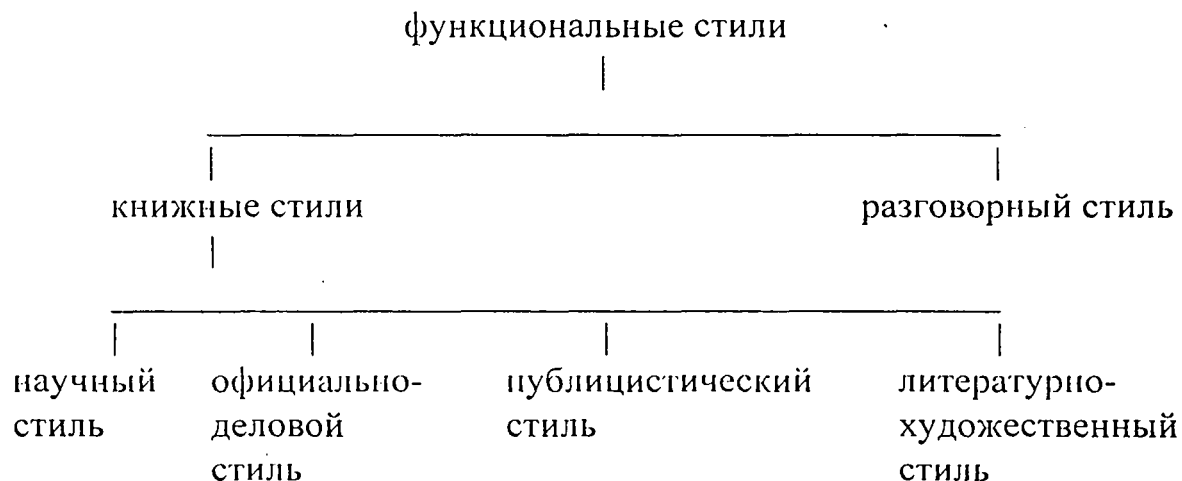 функциональные стили
книжные стили
разговорный стиль
научный стиль
официально-деловой стиль
публицистический стиль
литературно-художественный стиль